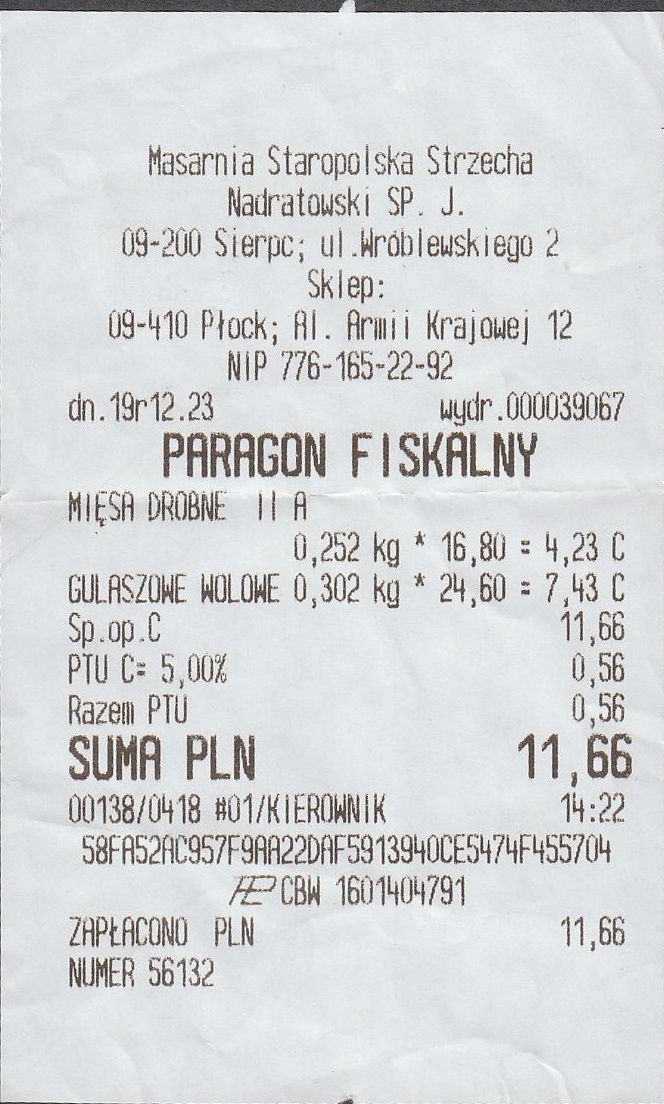 Masarnia Staropolska Strzecha
Nadratowski SP. J.
09-200 Sierpc; ul.Wróblewskiego 2
Sklep:
09-410 Płock; Al. Armii Krajowej 12
NIP 776-165-22-92
dn.19r12.23 wydr.000039067
PARAGON FISKALNY
MIĘSA DROBNE II A
0,252 kg * 16,80 = 4,23 C
GULASZOWE WOLOWE 0,302 kg * 24,60 = 7,43 C
Sp.op.C 11,66
PTU C= 5,00% 0,56
Razem PTU 0,56
SUMA PLN 11,66
00138/0418 #01/KIEROWNIK 14:22
58FA52AC957F9AA22DAF5913940CE5474F455704
CBW 1601404791
ZAPŁACONO PLN 11,66
NUMER 56132